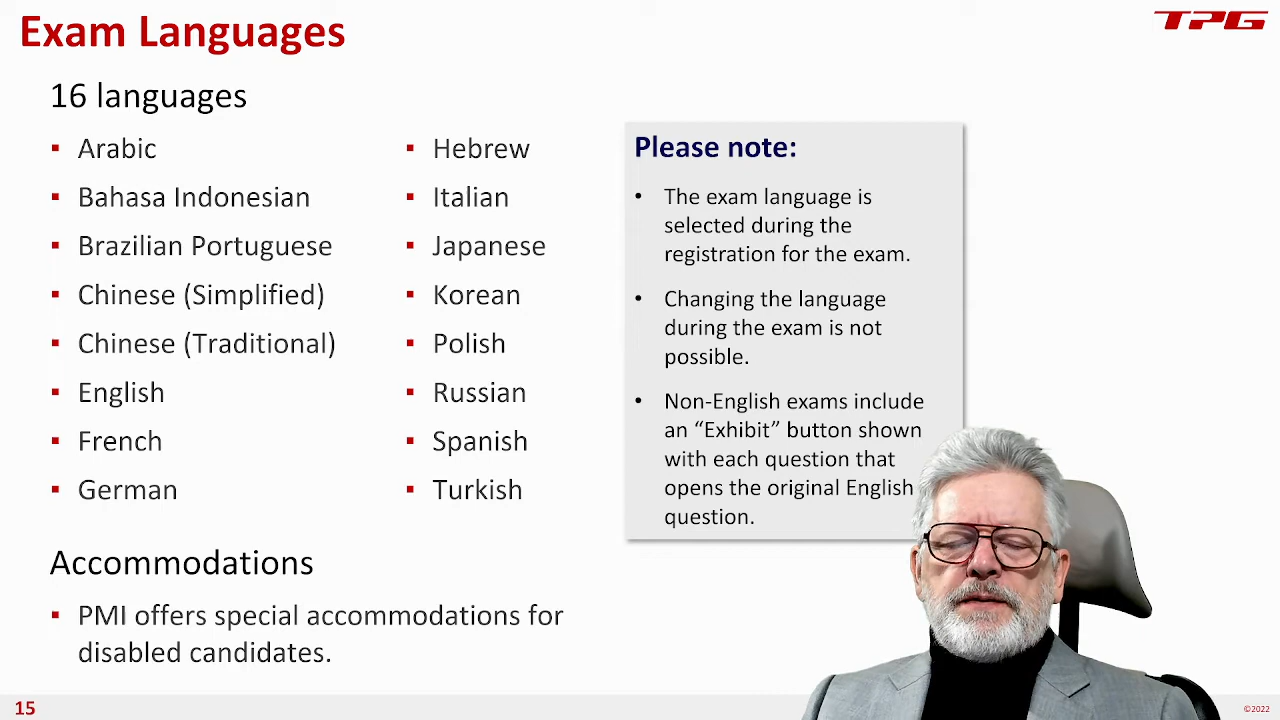 Exam Languages
TPG
16 languages
▪ Arabic
▪ Bahasa Indonesian
▪ Brazilian Portuguese
▪ Chinese (Simplified)
▪ Chinese (Traditional)
▪ English
▪ French
▪ German
▪ Hebrew
▪ Italian
▪ Japanese
▪ Korean
▪ Polish
▪ Russian
▪ Spanish
▪ Turkish
Please note:
• The exam language is
selected during the
registration for the exam.
• Changing the language
during the exam is not
possible.
• Non-English exams include
an “Exhibit” button shown
with each question that
opens the original English
question.
Accommodations
▪ PMI offers special accommodations for
disabled candidates.
15
©2022